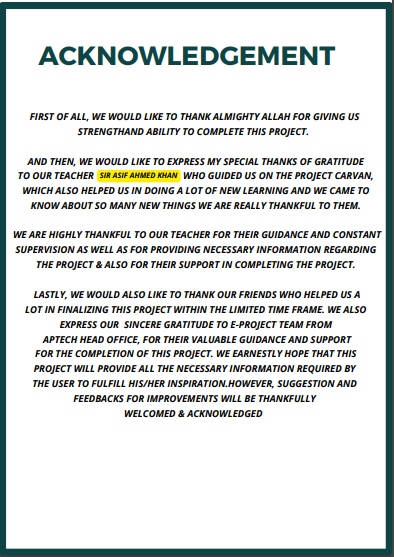 ACKNOWLEDGEMENT
FIRST OF ALL, WE WOULD LIKE TO THANK ALMIGHTY ALLAH FOR GIVING US
STRENGTHAND ABILITY TO COMPLETE THIS PROJECT.
AND THEN, WE WOULD LIKE TO EXPRESS MY SPECIAL THANKS OF GRATITUDE
TO OUR TEACHER SIR ASIF AHMED KHAN WHO GUIDED US ON THE PROJECT CARVAN,
WHICH ALSO HELPED US IN DOING A LOT OF NEW LEARNING AND WE CAME TO
KNOW ABOUT SO MANY NEW THINGS WE ARE REALLY THANKFUL TO THEM.
WE ARE HIGHLY THANKFUL TO OUR TEACHER FOR THEIR GUIDANCE AND CONSTANT
SUPERVISION AS WELL AS FOR PROVIDING NECESSARY INFORMATION REGARDING
THE PROJECT & ALSO FOR THEIR SUPPORT IN COMPLETING THE PROJECT.
LASTLY, WE WOULD ALSO LIKE TO THANK OUR FRIENDS WHO HELPED US A
LOT IN FINALIZING THIS PROJECT WITHIN THE LIMITED TIME FRAME. WE ALSO
EXPRESS OUR SINCERE GRATITUDE TO E-PROJECT TEAM FROM
APTECH HEAD OFFICE, FOR THEIR VALUABLE GUIDANCE AND SUPPORT
FOR THE COMPLETION OF THIS PROJECT. WE EARNESTLY HOPE THAT THIS
PROJECT WILL PROVIDE ALL THE NECESSARY INFORMATION REQUIRED BY
THE USER TO FULFILL HIS/HER INSPIRATION.HOWEVER, SUGGESTION AND
FEEDBACKS FOR IMPROVEMENTS WILL BE THANKFULLY
WELCOMED & ACKNOWLEDGED